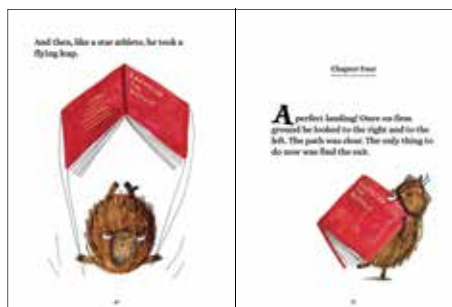 And then, like a star athlete, he took a
flying leap.
Chapter Four
A perfect landing! Once on firm
ground he looked to the right and to the
left. The path was clear. The only thing to
do now was find the exit.